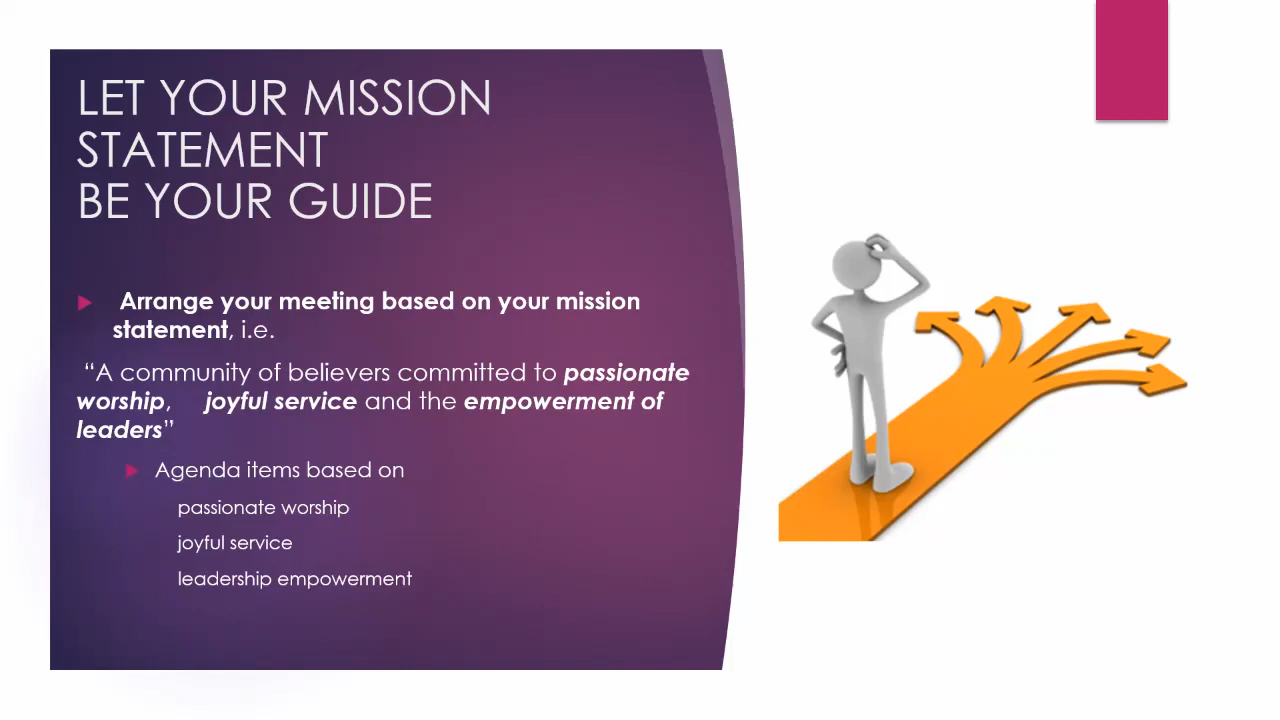 LET YOUR MISSION
STATEMENT
BE YOUR GUIDE
Arrange your meeting based on your mission
statement, i.e.
“A community of believers committed to passionate
worship, joyful service and the empowerment of
leaders”
Agenda items based on
passionate worship
joyful service
leadership empowerment